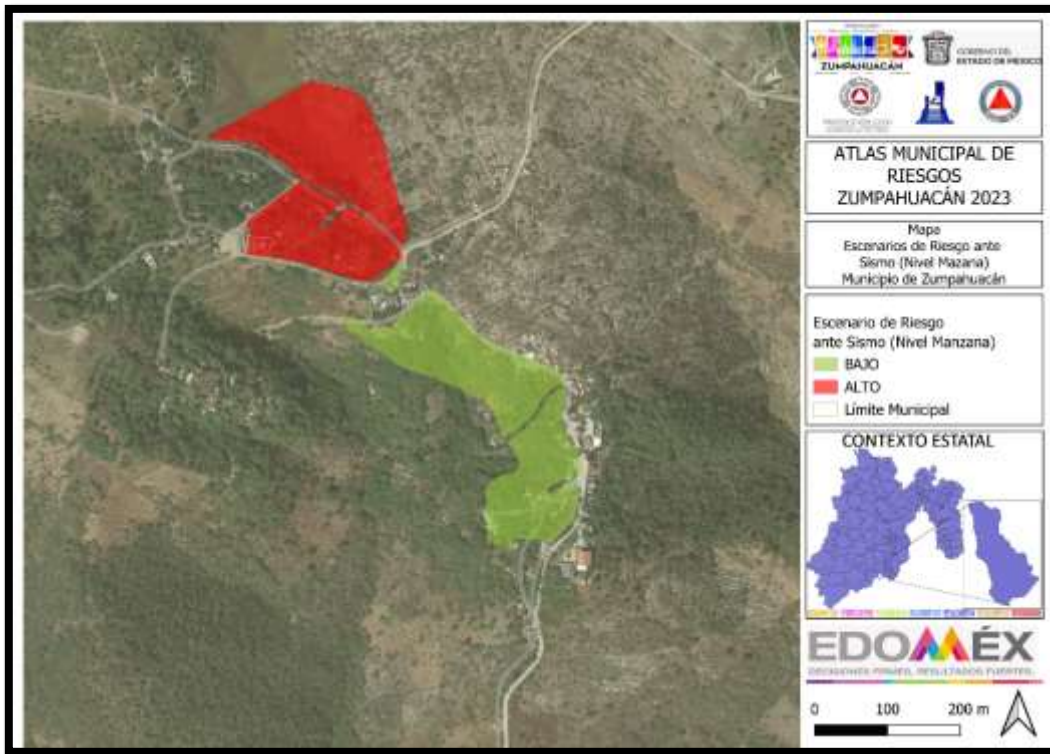 ZUMPAHUACÁN
GOBIERNO DEL
ESTADO DE MÉXICO
ATLAS MUNICIPAL DE
RIESGOS
ZUMPAHUACÁN 2023
Mapa
Escenarios de Riesgo ante
Sismo (Nivel Mazana)
Municipio de Zumpahuacán
Escenario de Riesgo
ante Sismo (Nivel Manzana)
BAJO
ALTO
Límite Municipal
CONTEXTO ESTATAL
EDOMÉX
DECISIONES FIRMES, RESULTADOS FUERTES.
0 100 200 m